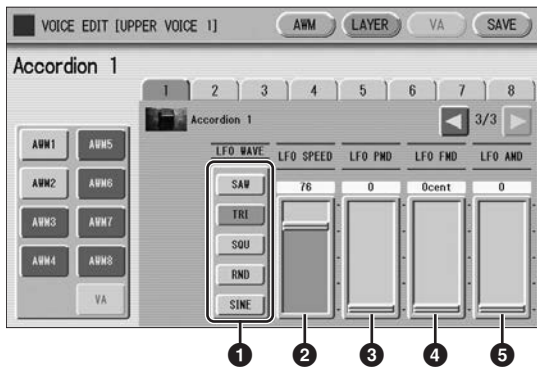 VOICE EDIT [UPPER VOICE 1] AWM LAYER VA SAVE
Accordion 1
1 2 3 4 5 6 7 8
Accordion 1 3/3
LFO WAVE LFO SPEED LFO PMD LFO FMD LFO AMD
76 0 0cent 0
AWM1 AWM5
AWM2 AWM6
AWM3 AWM7
AWM4 AWM8
VA
SAW
TRI
SQU
RND
SINE
1 2 3 4 5